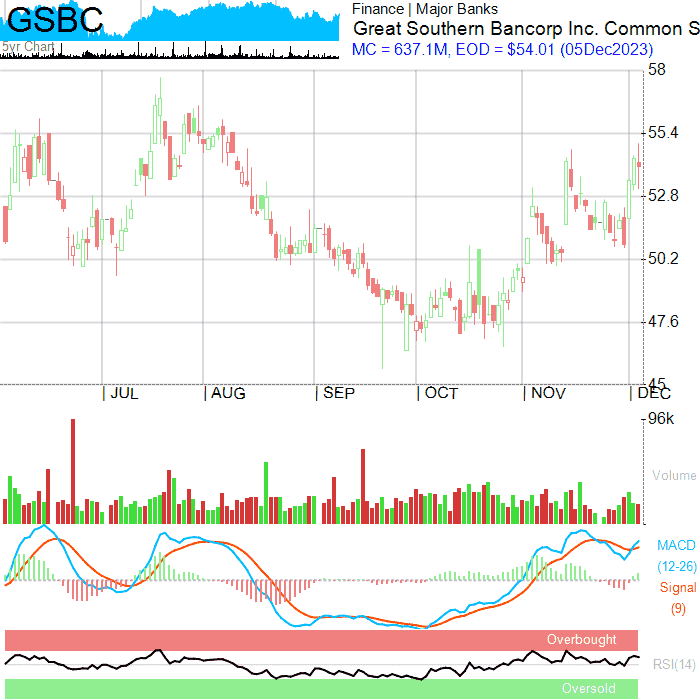 GSBC
5yr Chart
Finance | Major Banks
Great Southern Bancorp Inc. Common S
MC = 637.1M, EOD = $54.01 (05Dec2023)
58
55.4
52.8
50.2
47.6
45
| JUL | AUG | SEP | OCT | NOV | DEC
96k
Volume
MACD
(12-26)
Signal
(9)
Overbought
RSI(14)
Oversold